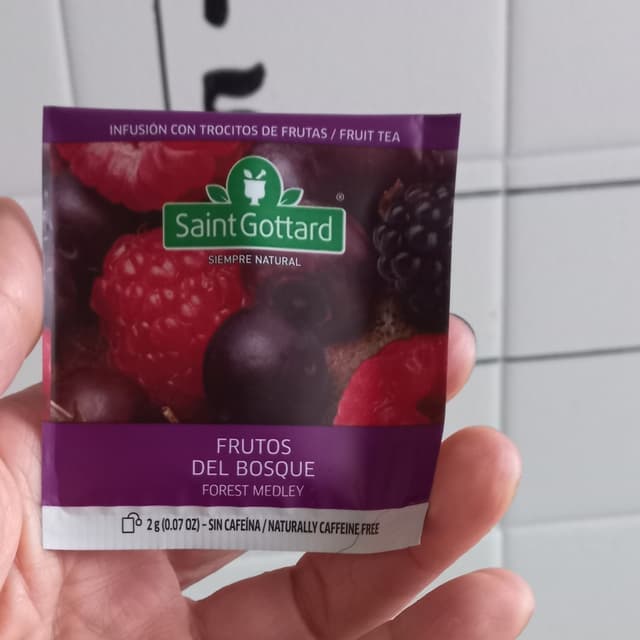 INFUSIÓN CON TROCITOS DE FRUTAS / FRUIT TEA
Saint Gottard®
SIEMPRE NATURAL
FRUTOS
DEL BOSQUE
FOREST MEDLEY
2 g (0.07 OZ) - SIN CAFEÍNA / NATURALLY CAFFEINE FREE